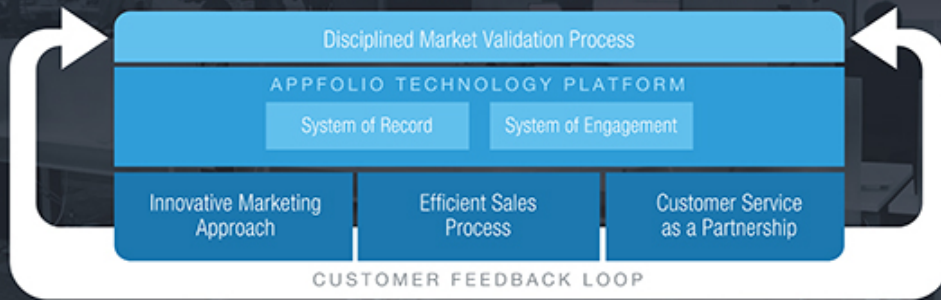 Disciplined Market Validation Process
APPFOLIO TECHNOLOGY PLATFORM
System of Record
System of Engagement
Innovative Marketing
Approach
Efficient Sales
Process
Customer Service
as a Partnership
CUSTOMER FEEDBACK LOOP